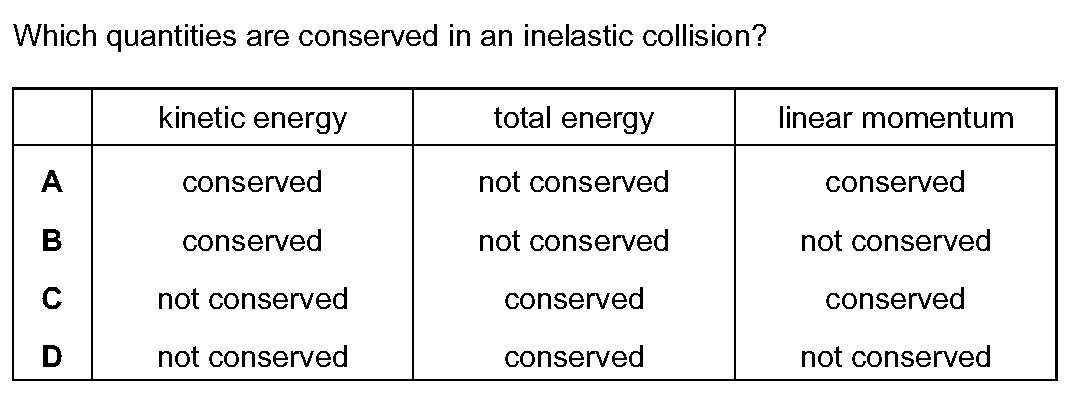 Which quantities are conserved in an inelastic collision?
kinetic energy total energy linear momentum
A conserved not conserved conserved
B conserved not conserved not conserved
C not conserved conserved conserved
D not conserved conserved not conserved